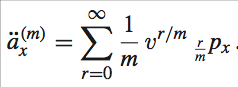 ä_x^{(m)} = \sum_{r=0}^{\infty} \frac{1}{m} v^{r/m} {}_{\frac{r}{m}}p_x .